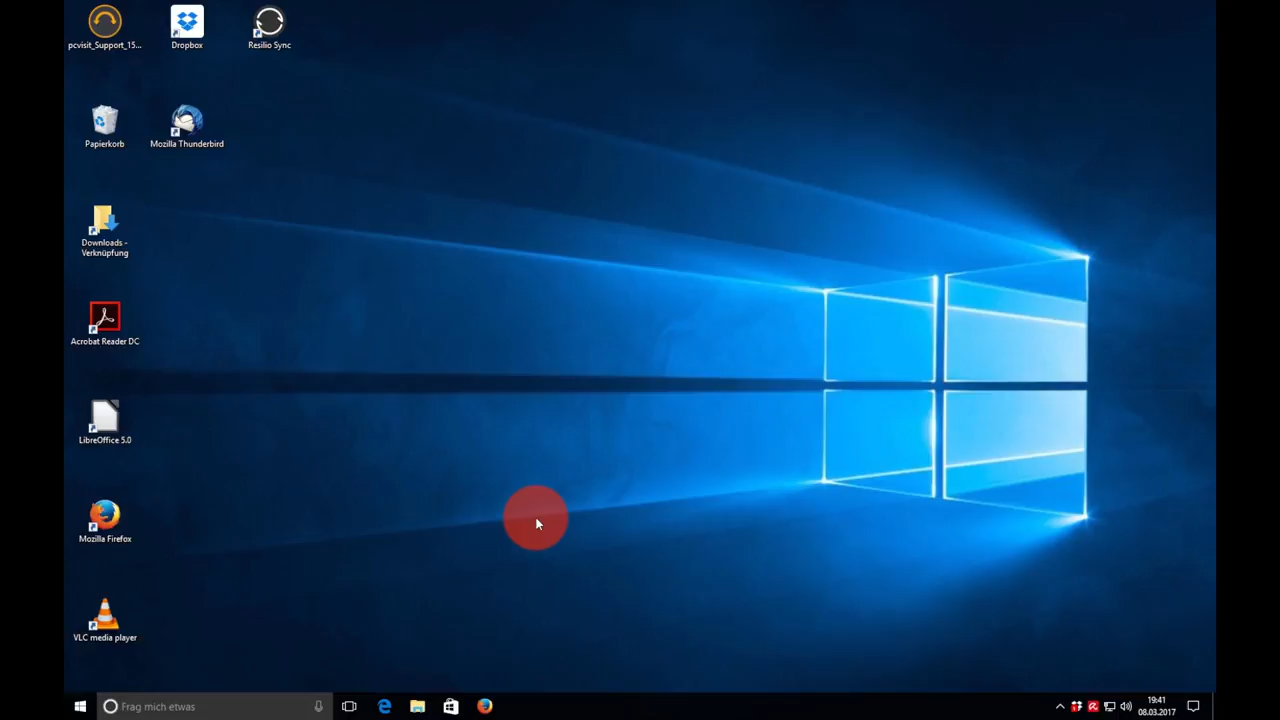 pcvisit_Support_15...
Dropbox
Resilio Sync
Papierkorb
Mozilla Thunderbird
Downloads -
Verknüpfung
Acrobat Reader DC
LibreOffice 5.0
Mozilla Firefox
VLC media player
Frag mich etwas
19:41
08.03.2017